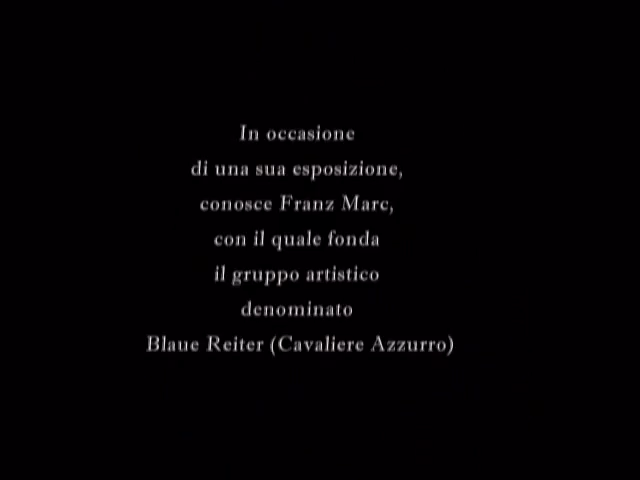 In occasione
di una sua esposizione,
conosce Franz Marc,
con il quale fonda
il gruppo artistico
denominato
Blaue Reiter (Cavaliere Azzurro)